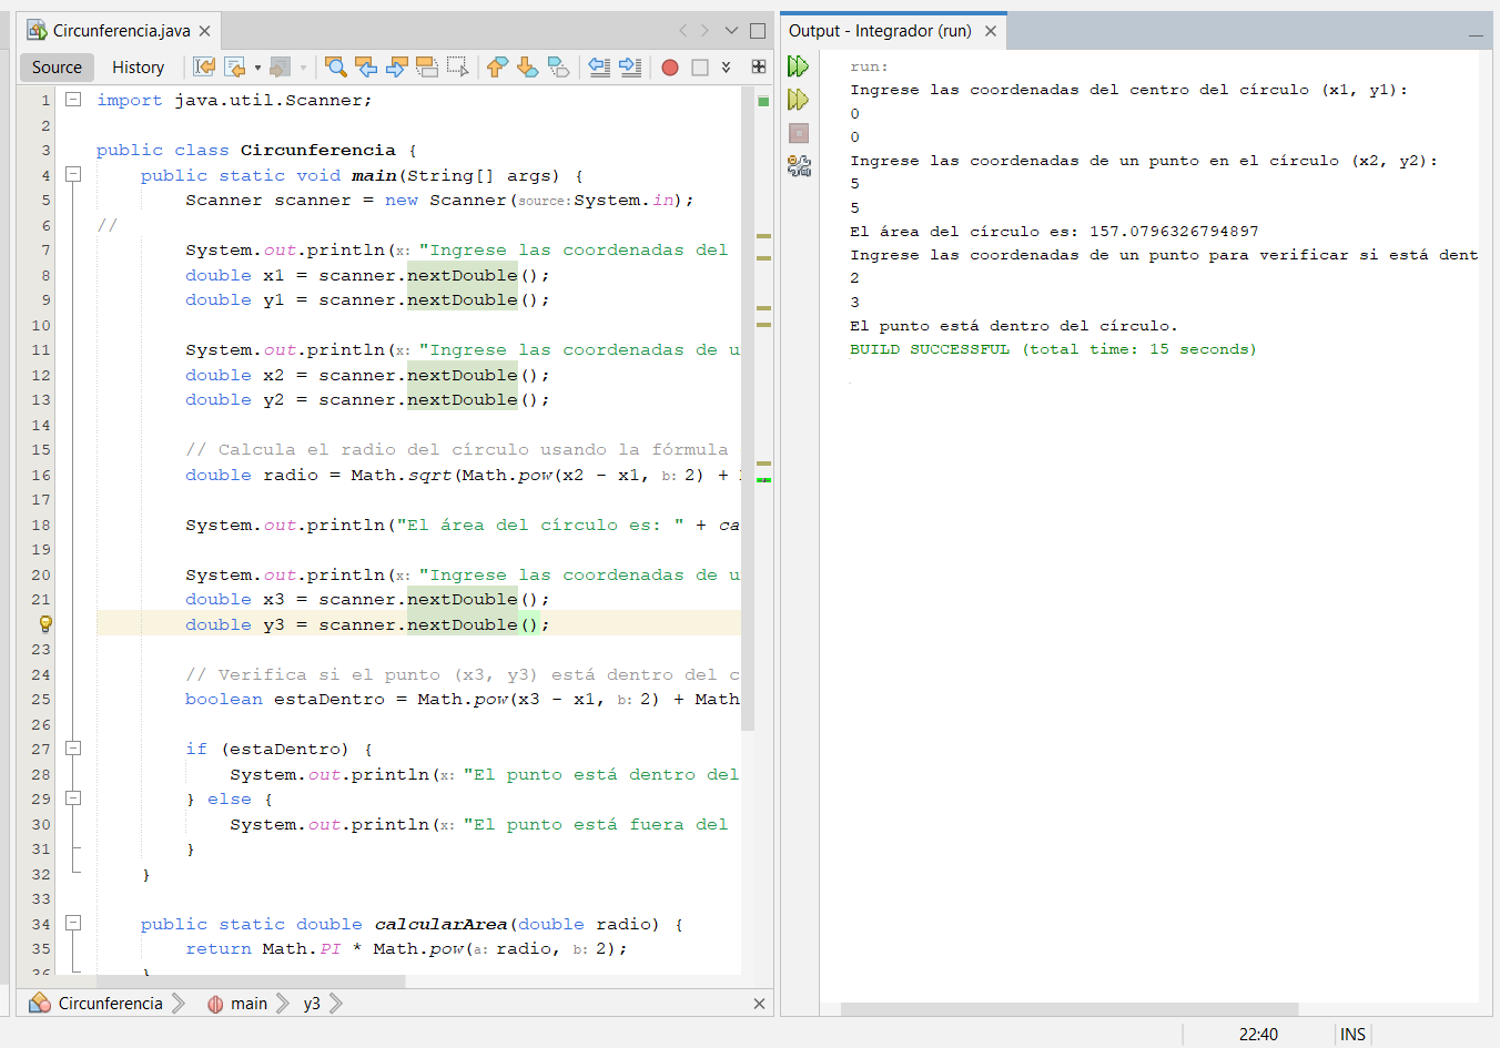 Circunferencia.java
Source History
1 import java.util.Scanner;
2
3 public class Circunferencia {
4 public static void main(String[] args) {
5 Scanner scanner = new Scanner(source:System.in);
6 //
7 System.out.println(x: "Ingrese las coordenadas del
8 double x1 = scanner.nextDouble();
9 double y1 = scanner.nextDouble();
10
11 System.out.println(x: "Ingrese las coordenadas de u
12 double x2 = scanner.nextDouble();
13 double y2 = scanner.nextDouble();
14
15 // Calcula el radio del círculo usando la fórmula
16 double radio = Math.sqrt(Math.pow(x2 - x1, b: 2) +
17
18 System.out.println("El área del círculo es: " + ca
19
20 System.out.println(x: "Ingrese las coordenadas de u
21 double x3 = scanner.nextDouble();
double y3 = scanner.nextDouble();
23
24 // Verifica si el punto (x3, y3) está dentro del c
25 boolean estaDentro = Math.pow(x3 - x1, b: 2) + Math
26
27 if (estaDentro) {
28 System.out.println(x: "El punto está dentro del
29 } else {
30 System.out.println(x: "El punto está fuera del
31 }
32 }
33
34 public static double calcularArea(double radio) {
35 return Math.PI * Math.pow(a: radio, b: 2);
36 }
Circunferencia main y3
Output - Integrador (run)
run:
Ingrese las coordenadas del centro del círculo (x1, y1):
0
0
Ingrese las coordenadas de un punto en el círculo (x2, y2):
5
5
El área del círculo es: 157.0796326794897
Ingrese las coordenadas de un punto para verificar si está dent
2
3
El punto está dentro del círculo.
BUILD SUCCESSFUL (total time: 15 seconds)
22:40 INS